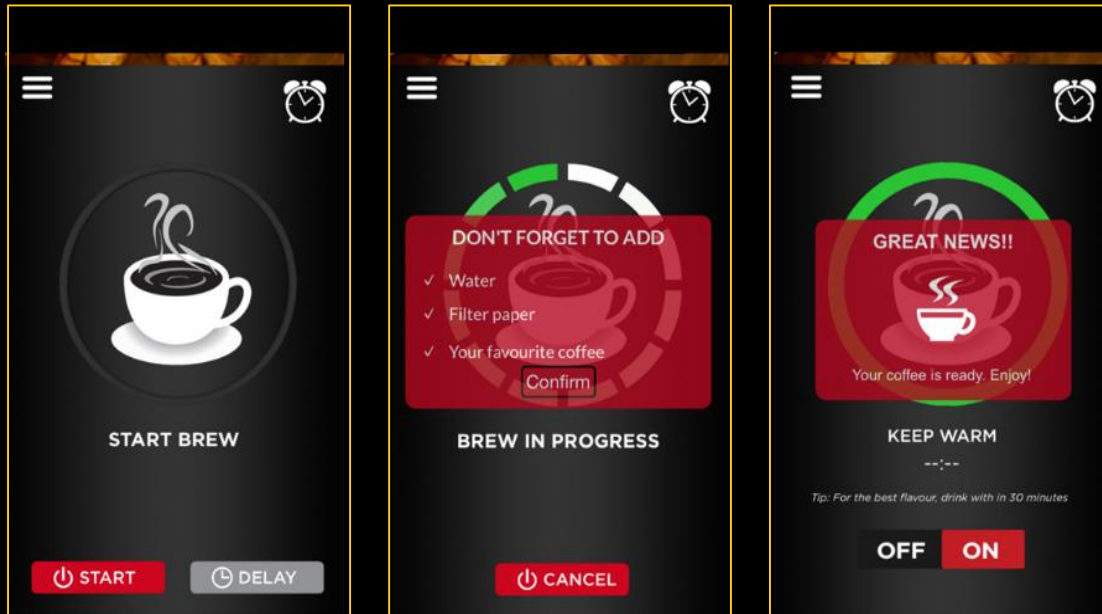 START BREW
START
DELAY
DON'T FORGET TO ADD
✓ Water
✓ Filter paper
✓ Your favourite coffee
Confirm
BREW IN PROGRESS
CANCEL
GREAT NEWS!!
Your coffee is ready. Enjoy!
KEEP WARM
--:--
Tip: For the best flavour, drink with in 30 minutes
OFF ON